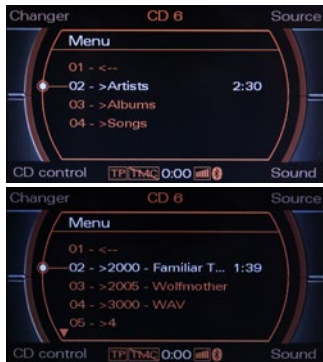 Changer CD 6 Source
Menu
01 - <--
02 - >Artists 2:30
03 - >Albums
04 - >Songs
CD control TP TMC 0:00 Sound
Changer CD 6 Source
Menu
01 - <--
02 - >2000 - Familiar T... 1:39
03 - >2005 - Wolfmother
04 - >3000 - WAV
05 - >4
CD control TP TMC 0:00 Sound